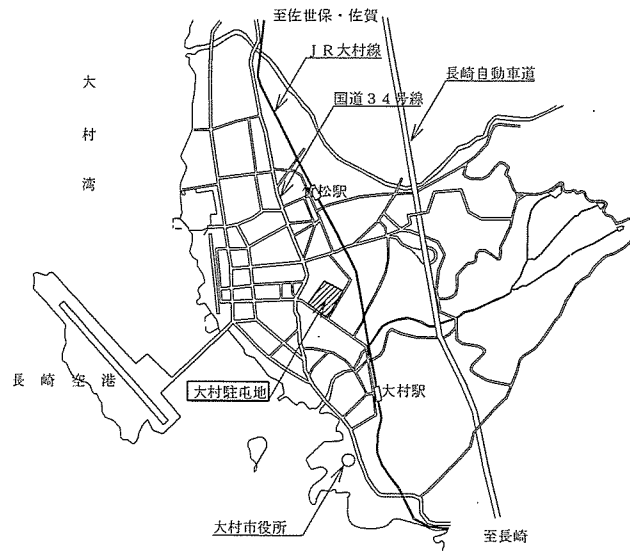 至佐世保・佐賀
ＪＲ大村線
長崎自動車道
国道３４号線
大村湾
松駅
長崎空港
大村駐屯地
大村駅
大村市役所
至長崎